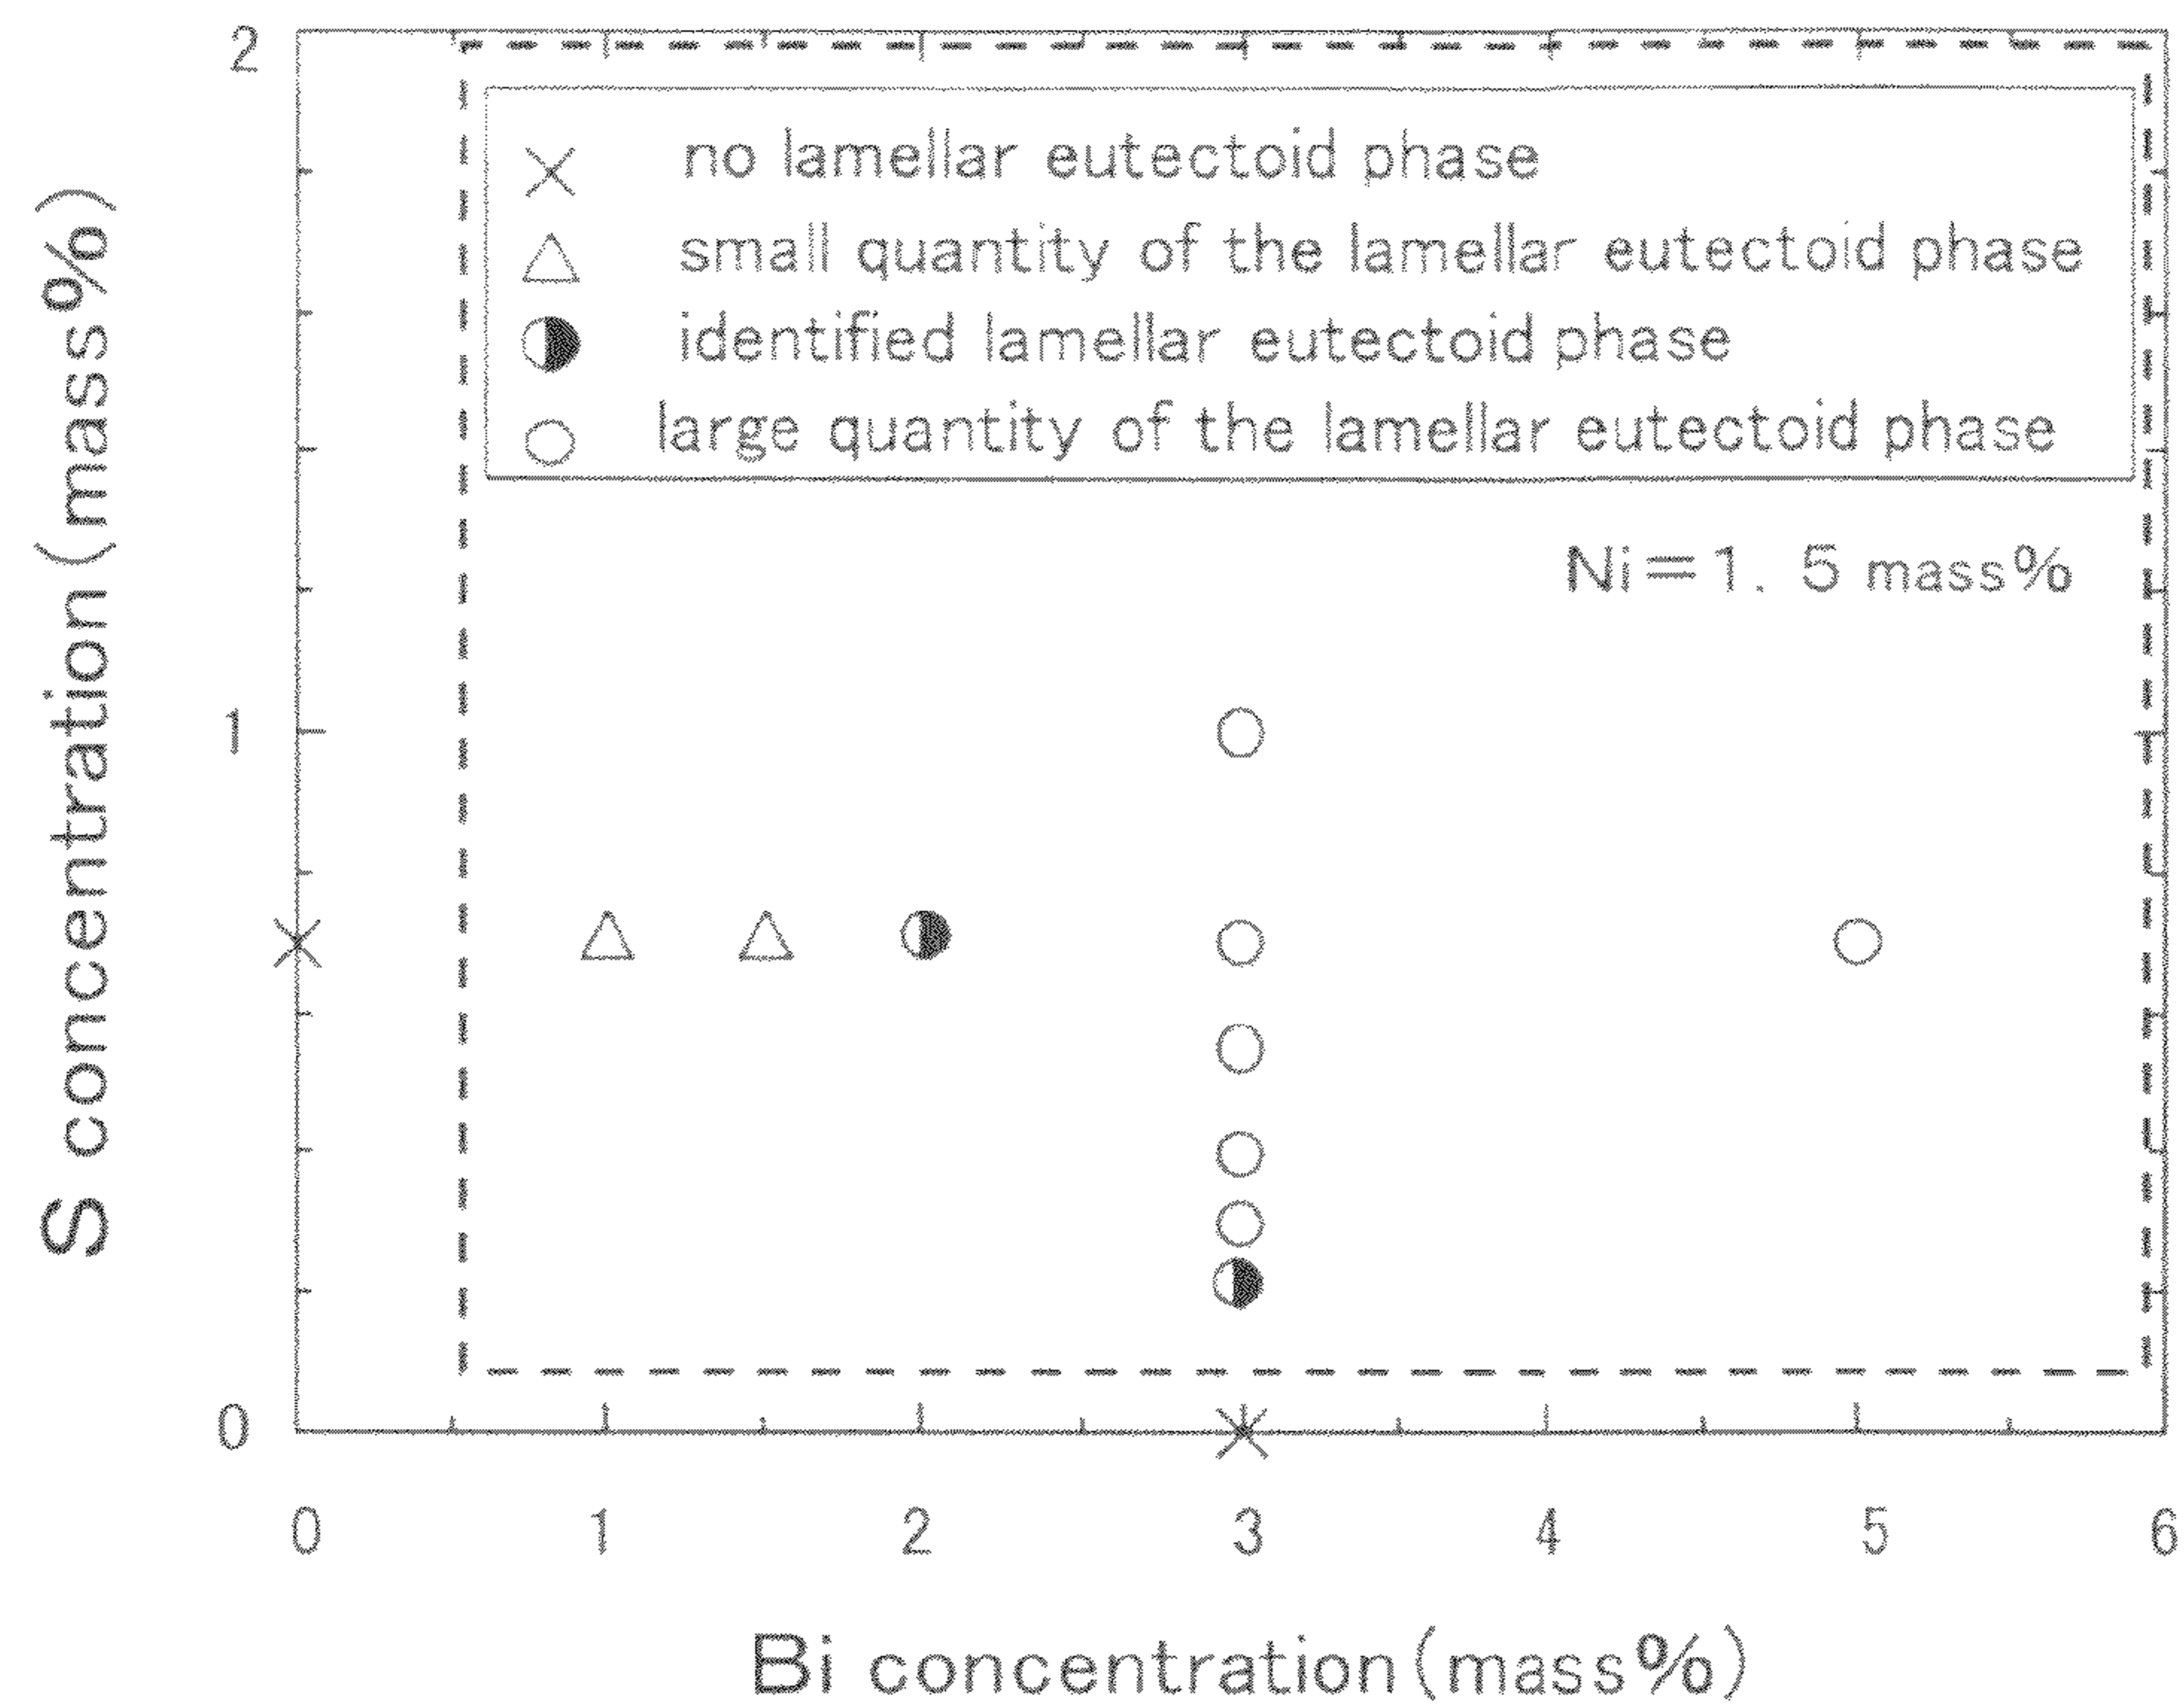 2
no lamellar eutectoid phase
small quantity of the lamellar eutectoid phase
identified lamellar eutectoid phase
large quantity of the lamellar eutectoid phase
Ni=1. 5 mass%
S concentration (mass%)
1
0
0 1 2 3 4 5 6
Bi concentration (mass%)